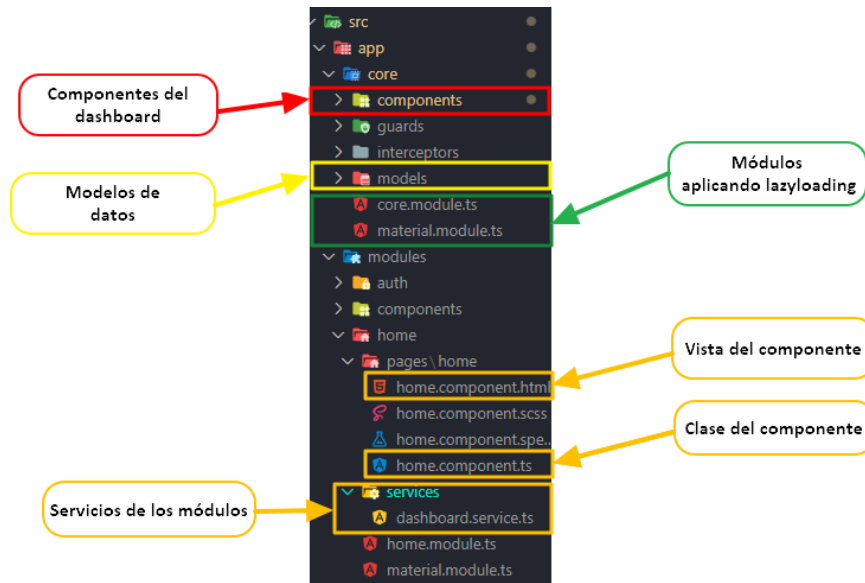 src
app
core
Componentes del
dashboard
components
guards
interceptors
Modelos de
datos
models
Módulos
aplicando lazyloading
core.module.ts
material.module.ts
modules
auth
components
home
pages\home
Vista del componente
home.component.html
home.component.scss
Clase del componente
home.component.spe...
home.component.ts
services
Servicios de los módulos
dashboard.service.ts
home.module.ts
material.module.ts